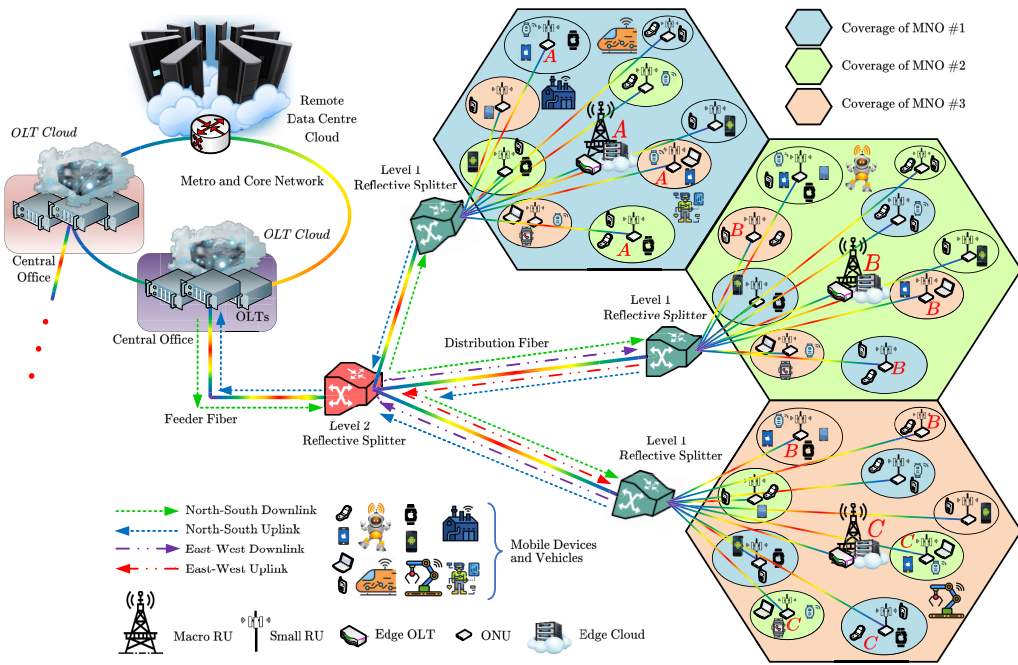 Coverage of MNO #1
Coverage of MNO #2
Coverage of MNO #3
Remote
Data Centre
Cloud
OLT Cloud
Metro and Core Network
Level 1
Reflective Splitter
OLT Cloud
Central
Office
OLTs
Central Office
Feeder Fiber
Level 2
Reflective Splitter
Distribution Fiber
Level 1
Reflective Splitter
Level 1
Reflective Splitter
A
A
A
A
B
B
B
B
B
B
C
C
C
C
North-South Downlink
North-South Uplink
East-West Downlink
East-West Uplink
Mobile Devices
and Vehicles
Macro RU
Small RU
Edge OLT
ONU
Edge Cloud